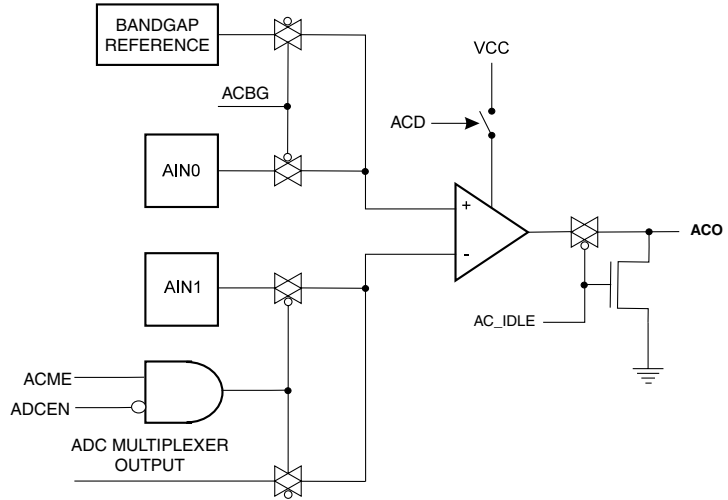 BANDGAP
REFERENCE
VCC
ACBG
ACD
AIN0
+
ACO
-
AIN1
AC_IDLE
ACME
ADCEN
ADC MULTIPLEXER
OUTPUT